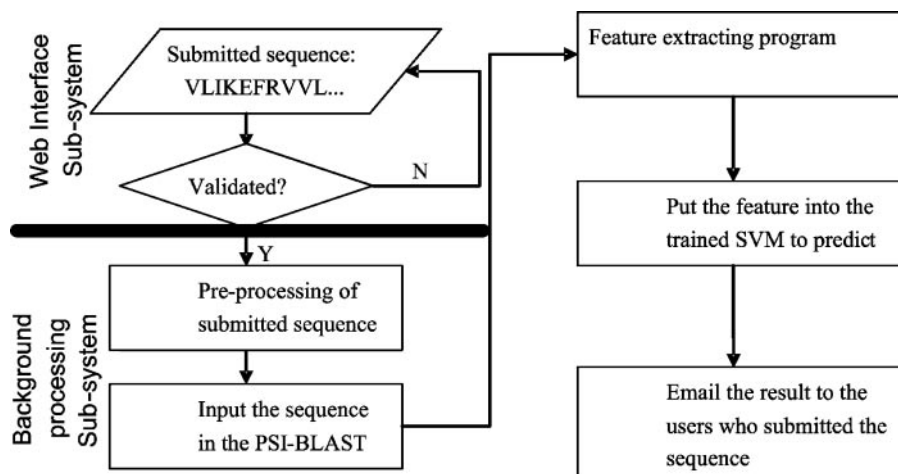 Web Interface
Sub-system
Submitted sequence:
VLIKEFRVVL...
Validated?
N
Y
Background
processing
Sub-system
Pre-processing of
submitted sequence
Input the sequence
in the PSI-BLAST
Feature extracting program
Put the feature into the
trained SVM to predict
Email the result to the
users who submitted the
sequence